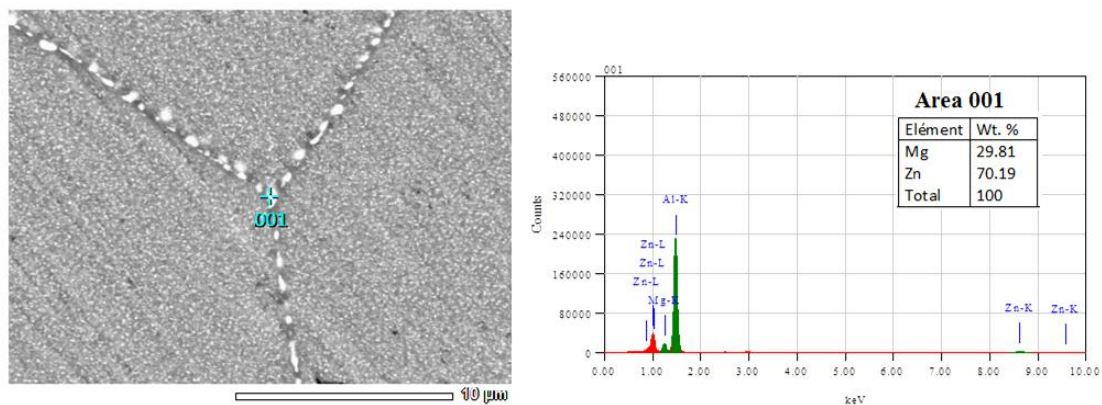 001
10 µm
001
560000
480000
400000
320000
240000
160000
80000
0
Counts
Area 001
Elément Wt. %
Mg 29.81
Zn 70.19
Total 100
Al-K
Zn-L
Zn-L
Zn-L
Mg-K
Zn-K Zn-K
0.00 1.00 2.00 3.00 4.00 5.00 6.00 7.00 8.00 9.00 10.00
keV